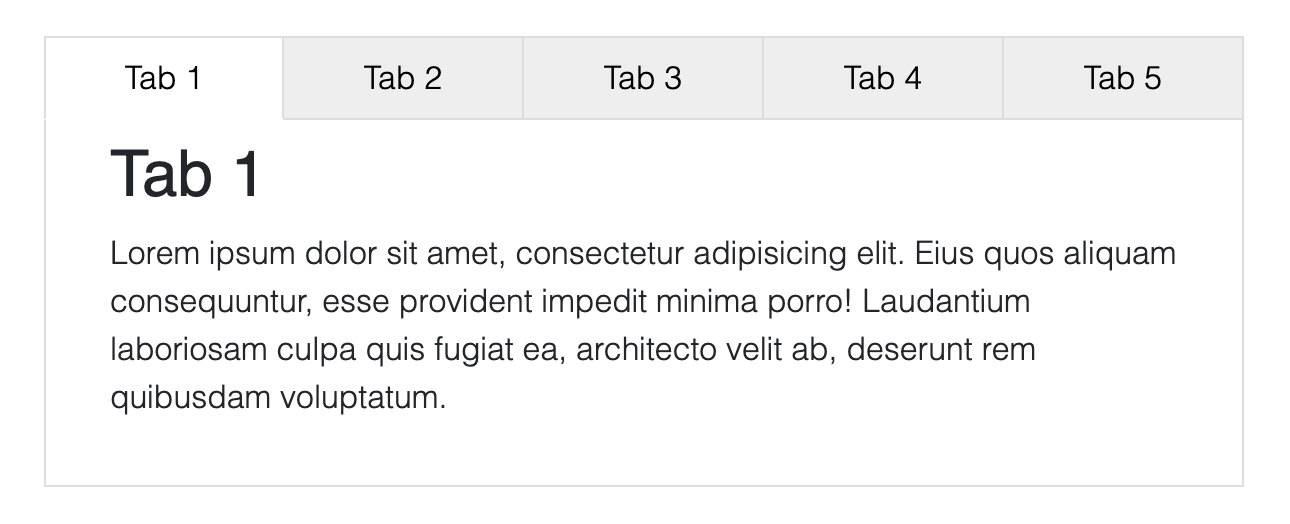 Tab 1 Tab 2 Tab 3 Tab 4 Tab 5
Tab 1
Lorem ipsum dolor sit amet, consectetur adipisicing elit. Eius quos aliquam
consequuntur, esse provident impedit minima porro! Laudantium
laboriosam culpa quis fugiat ea, architecto velit ab, deserunt rem
quibusdam voluptatum.